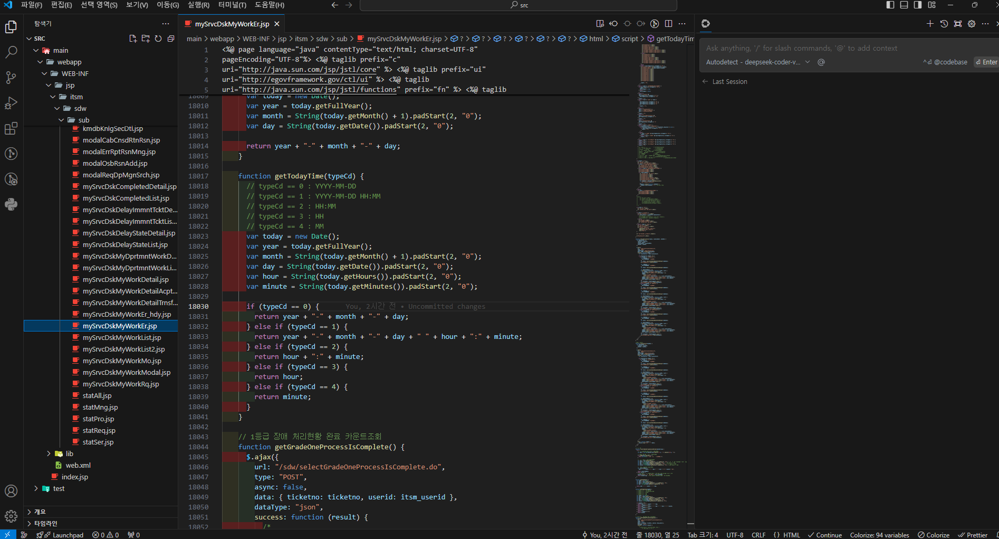 파일(F) 편집(E) 선택 영역(S) 보기(V) 이동(G) 실행(R) 터미널(T) 도움말(H)
src
탐색기
SRC
main
webapp
WEB-INF
jsp
itsm
sdw
sub
kmdbKnlgSecDtl.jsp
modalCabCnsdRtnRsn.jsp
modalErrRptRsnMng.jsp
modalOsbRsnAdd.jsp
modalReqDpMgnSrch.jsp
mySrvcDskCompletedDetail.jsp
mySrvcDskCompletedList.jsp
mySrvcDskDelayImmntTcktDe...
mySrvcDskDelayImmntTcktLis...
mySrvcDskDelayStateDetail.jsp
mySrvcDskDelayStateList.jsp
mySrvcDskMyDprtmntWorkD...
mySrvcDskMyDprtmntWorkLi...
mySrvcDskMyWorkDetail.jsp
mySrvcDskMyWorkDetailAcpt...
mySrvcDskMyWorkDetailTrnsf...
mySrvcDskMyWorkEr_hdy.jsp
mySrvcDskMyWorkEr.jsp
mySrvcDskMyWorkList.jsp
mySrvcDskMyWorkList2.jsp
mySrvcDskMyWorkMo.jsp
mySrvcDskMyWorkModal.jsp
mySrvcDskMyWorkRq.jsp
statAll.jsp
statMng.jsp
statPro.jsp
statReq.jsp
statSer.jsp
lib
web.xml
index.jsp
test
개요
타임라인
mySrvcDskMyWorkEr.jsp
main > webapp > WEB-INF > jsp > itsm > sdw > sub > mySrvcDskMyWorkEr.jsp > ? > ? > ? > ? > ? > ? > html > script > getTodayTim
1 <%@ page language="java" contentType="text/html; charset=UTF-8"
2 pageEncoding="UTF-8"%> <%@ taglib prefix="c"
3 uri="http://java.sun.com/jsp/jstl/core" %> <%@ taglib prefix="ui"
4 uri="http://egovframework.gov/ctl/ui" %> <%@ taglib
5 uri="http://java.sun.com/jsp/jstl/functions" prefix="fn" %> <%@ taglib
18009 var today = new Date();
18010 var year = today.getFullYear();
18011 var month = String(today.getMonth() + 1).padStart(2, "0");
18012 var day = String(today.getDate()).padStart(2, "0");
18013
18014 return year + "-" + month + "-" + day;
18015 }
18016
18017 function getTodayTime(typeCd) {
18018 // typeCd == 0 : YYYY-MM-DD
18019 // typeCd == 1 : YYYY-MM-DD HH:MM
18020 // typeCd == 2 : HH:MM
18021 // typeCd == 3 : HH
18022 // typeCd == 4 : MM
18023 var today = new Date();
18024 var year = today.getFullYear();
18025 var month = String(today.getMonth() + 1).padStart(2, "0");
18026 var day = String(today.getDate()).padStart(2, "0");
18027 var hour = String(today.getHours()).padStart(2, "0");
18028 var minute = String(today.getMinutes()).padStart(2, "0");
18029
18030 if (typeCd == 0) { You, 2시간 전 • Uncommitted changes
18031 return year + "-" + month + "-" + day;
18032 } else if (typeCd == 1) {
18033 return year + "-" + month + "-" + day + " " + hour + ":" + minute;
18034 } else if (typeCd == 2) {
18035 return hour + ":" + minute;
18036 } else if (typeCd == 3) {
18037 return hour;
18038 } else if (typeCd == 4) {
18039 return minute;
18040 }
18041 }
18042
18043 // 1등급 장애 처리현황 완료 카운트조회
18044 function getGradeOneProcessIsComplete() {
18045 $.ajax({
18046 url: "/sdw/selectGradeOneProcessIsComplete.do",
18047 type: "POST",
18048 async: false,
18049 data: { ticketno: ticketno, userid: itsm_userid },
18050 dataType: "json",
18051 success: function (result) {
18052 /*
Ask anything, '/' for slash commands, '@' to add context
Autodetect - deepseek-coder-v... @ ^⏎ @codebase ⏎ Enter
← Last Session
Launchpad 0 0 0
You, 2시간 전 줄 18030, 열 25 Tab 크기: 4 UTF-8 CRLF {} HTML Continue Colorize: 94 variables Colorize Prettier